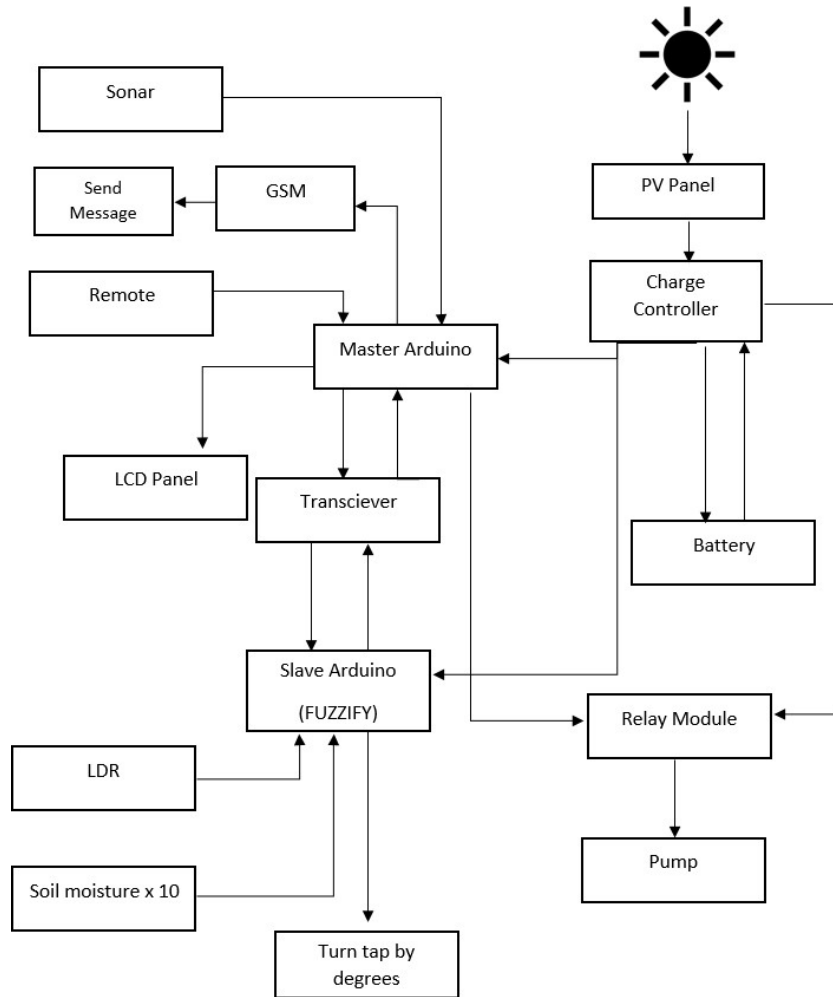 Sonar
PV Panel
Send
Message
GSM
Remote
Charge
Controller
Master Arduino
LCD Panel
Transciever
Battery
Slave Arduino
(FUZZIFY)
Relay Module
LDR
Pump
Soil moisture x 10
Turn tap by
degrees